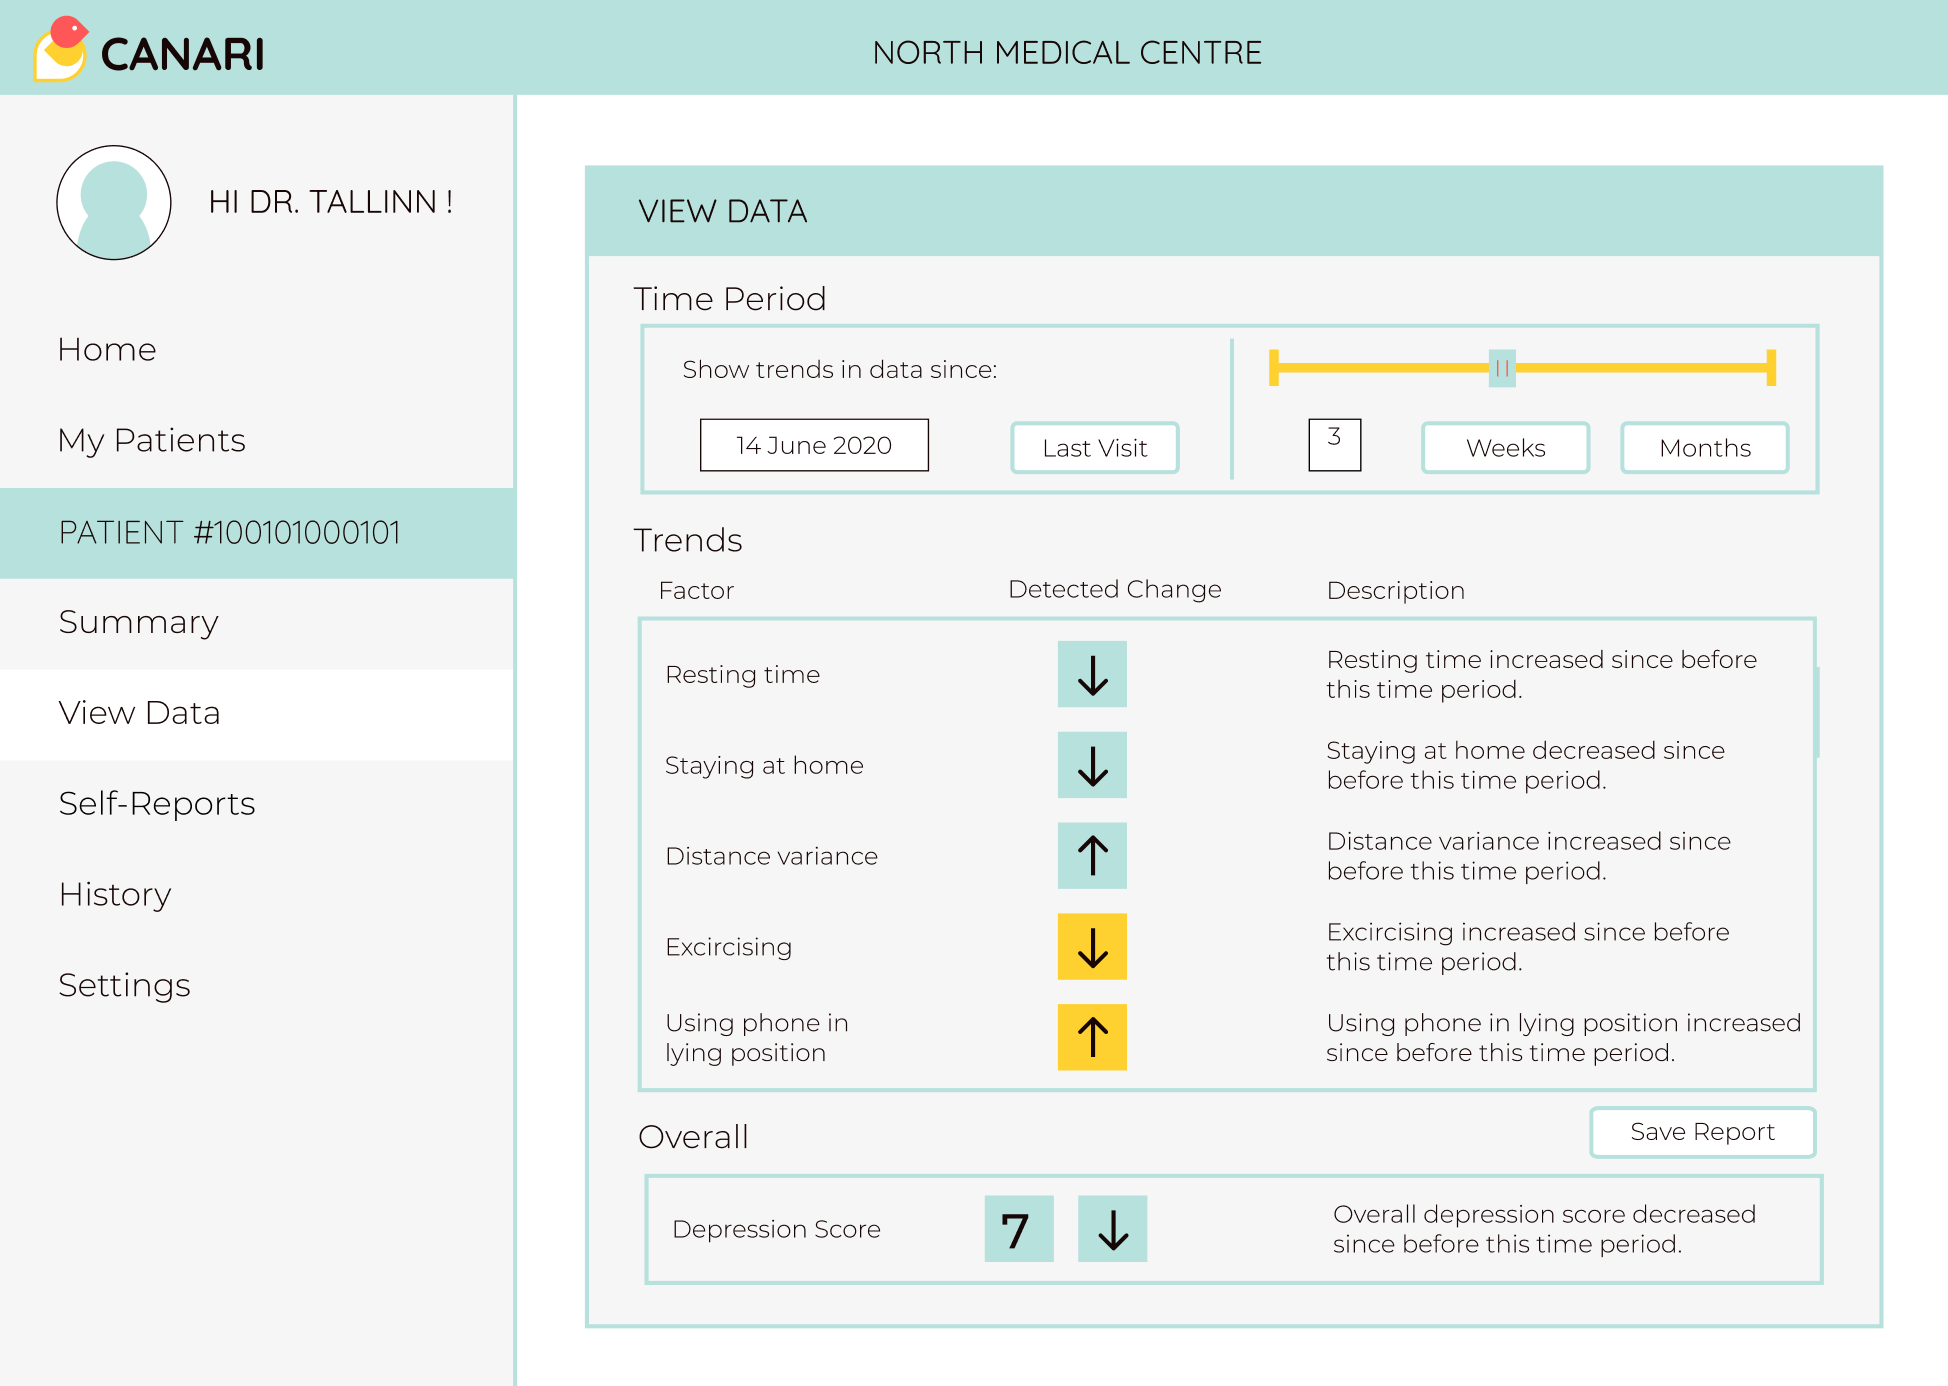 CANARI
NORTH MEDICAL CENTRE
HI DR. TALLINN !
Home
My Patients
PATIENT #100101000101
Summary
View Data
Self-Reports
History
Settings
VIEW DATA
Time Period
Show trends in data since:
14 June 2020
Last Visit
3
Weeks
Months
Trends
Factor
Detected Change
Description
Resting time
Resting time increased since before
this time period.
Staying at home
Staying at home decreased since
before this time period.
Distance variance
Distance variance increased since
before this time period.
Excircising
Excircising increased since before
this time period.
Using phone in
lying position
Using phone in lying position increased
since before this time period.
Overall
Save Report
Depression Score
7
Overall depression score decreased
since before this time period.